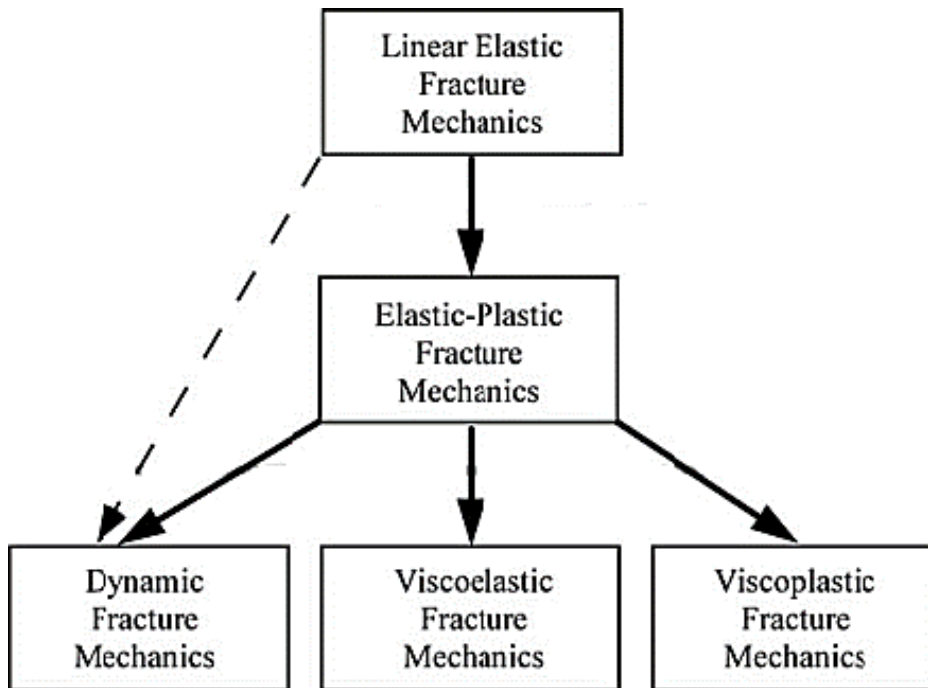 Linear Elastic
Fracture
Mechanics
Elastic-Plastic
Fracture
Mechanics
Dynamic
Fracture
Mechanics
Viscoelastic
Fracture
Mechanics
Viscoplastic
Fracture
Mechanics